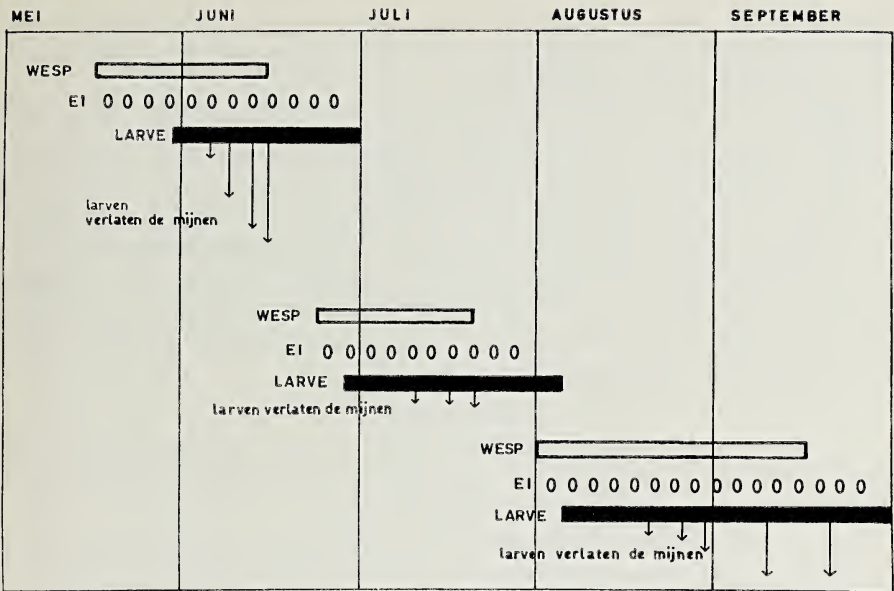 MEI JUNI JULI AUGUSTUS SEPTEMBER
WESP
EI 0 0 0 0 0 0 0 0 0 0 0 0
LARVE
larven
verlaten de mijnen
WESP
EI 0 0 0 0 0 0 0 0 0 0
LARVE
larven verlaten de mijnen
WESP
EI 0 0 0 0 0 0 0 0 0 0 0 0 0 0 0 0
LARVE
larven verlaten de mijnen